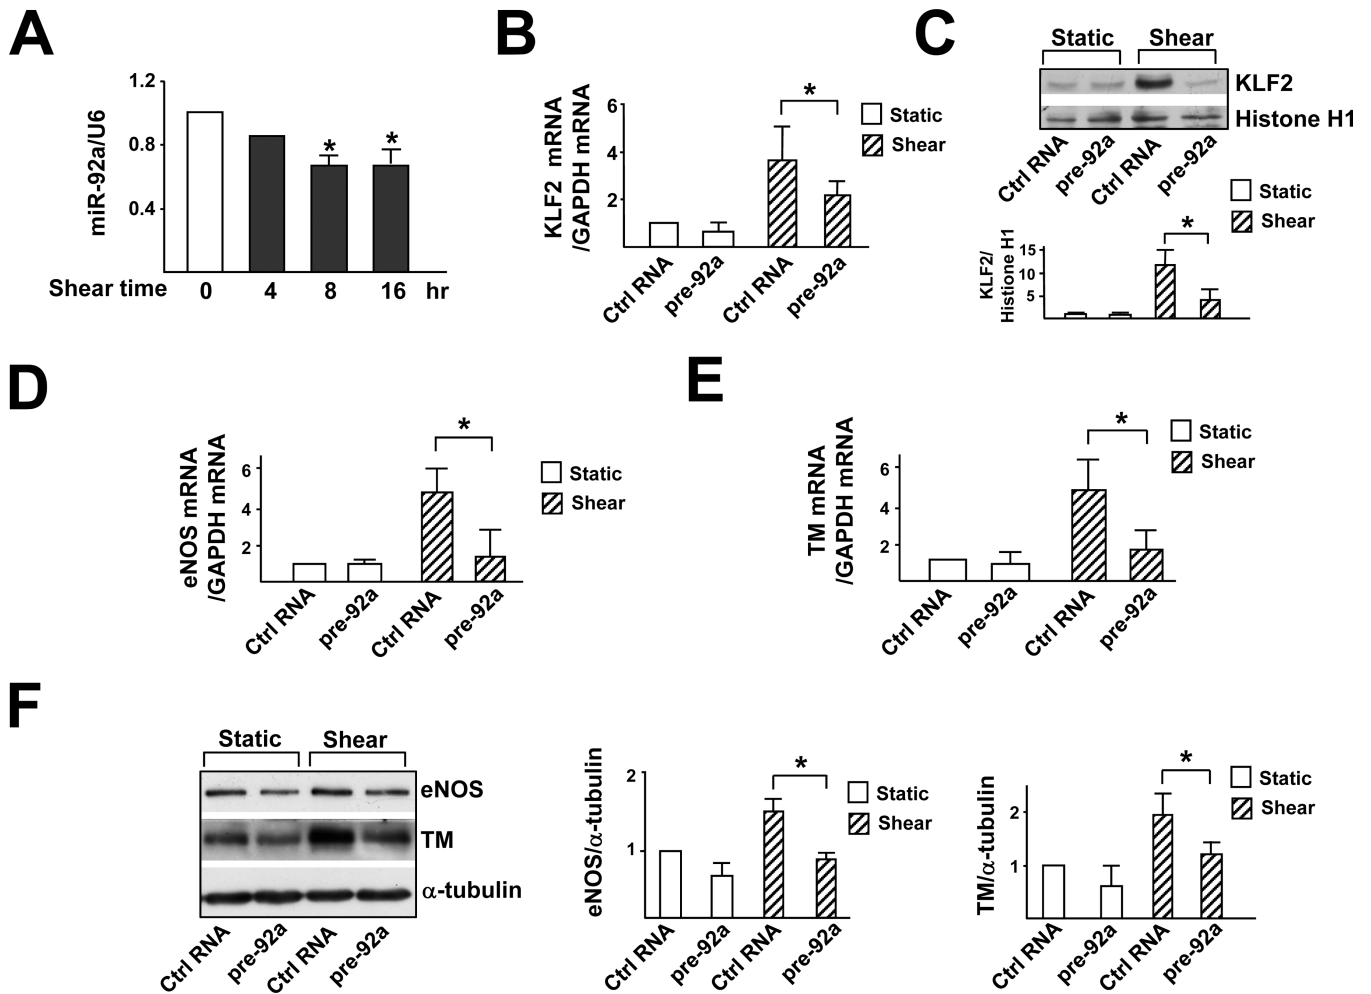 A
1.2
0.8
0.4
miR-92a/U6
* *
Shear time 0 4 8 16 hr
B
KLF2 mRNA
/GAPDH mRNA
6
4
2
*
Static
Shear
Ctrl RNA pre-92a Ctrl RNA pre-92a
C
Static Shear
KLF2
Histone H1
Ctrl RNA pre-92a Ctrl RNA pre-92a
Static
Shear
KLF2/
Histione H1
15
10
5
*
D
eNOS mRNA
/GAPDH mRNA
6
4
2
*
Static
Shear
Ctrl RNA pre-92a Ctrl RNA pre-92a
E
TM mRNA
/GAPDH mRNA
6
4
2
*
Static
Shear
Ctrl RNA pre-92a Ctrl RNA pre-92a
F
Static Shear
eNOS
TM
α-tubulin
Ctrl RNA pre-92a Ctrl RNA pre-92a
eNOS/α-tubulin
2
1
*
Static
Shear
Ctrl RNA pre-92a Ctrl RNA pre-92a
TM/α-tubulin
2
1
*
Static
Shear
Ctrl RNA pre-92a Ctrl RNA pre-92a